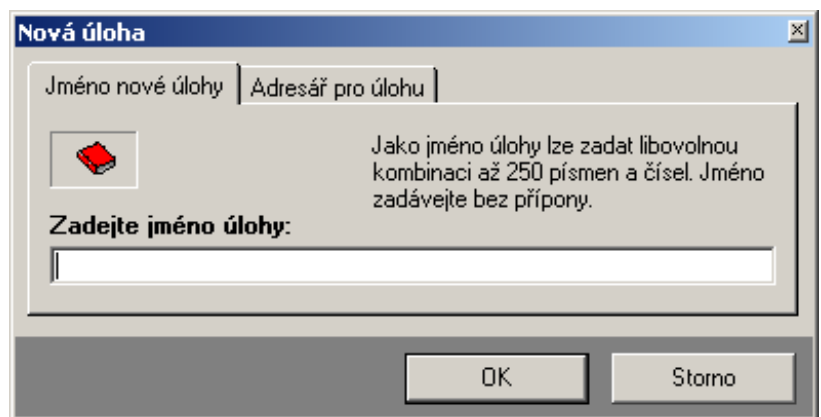 Nová úloha
Jméno nové úlohy
Adresář pro úlohu
Jako jméno úlohy lze zadat libovolnou
kombinaci až 250 písmen a čísel. Jméno
zadávejte bez přípony.
Zadejte jméno úlohy:
OK
Storno